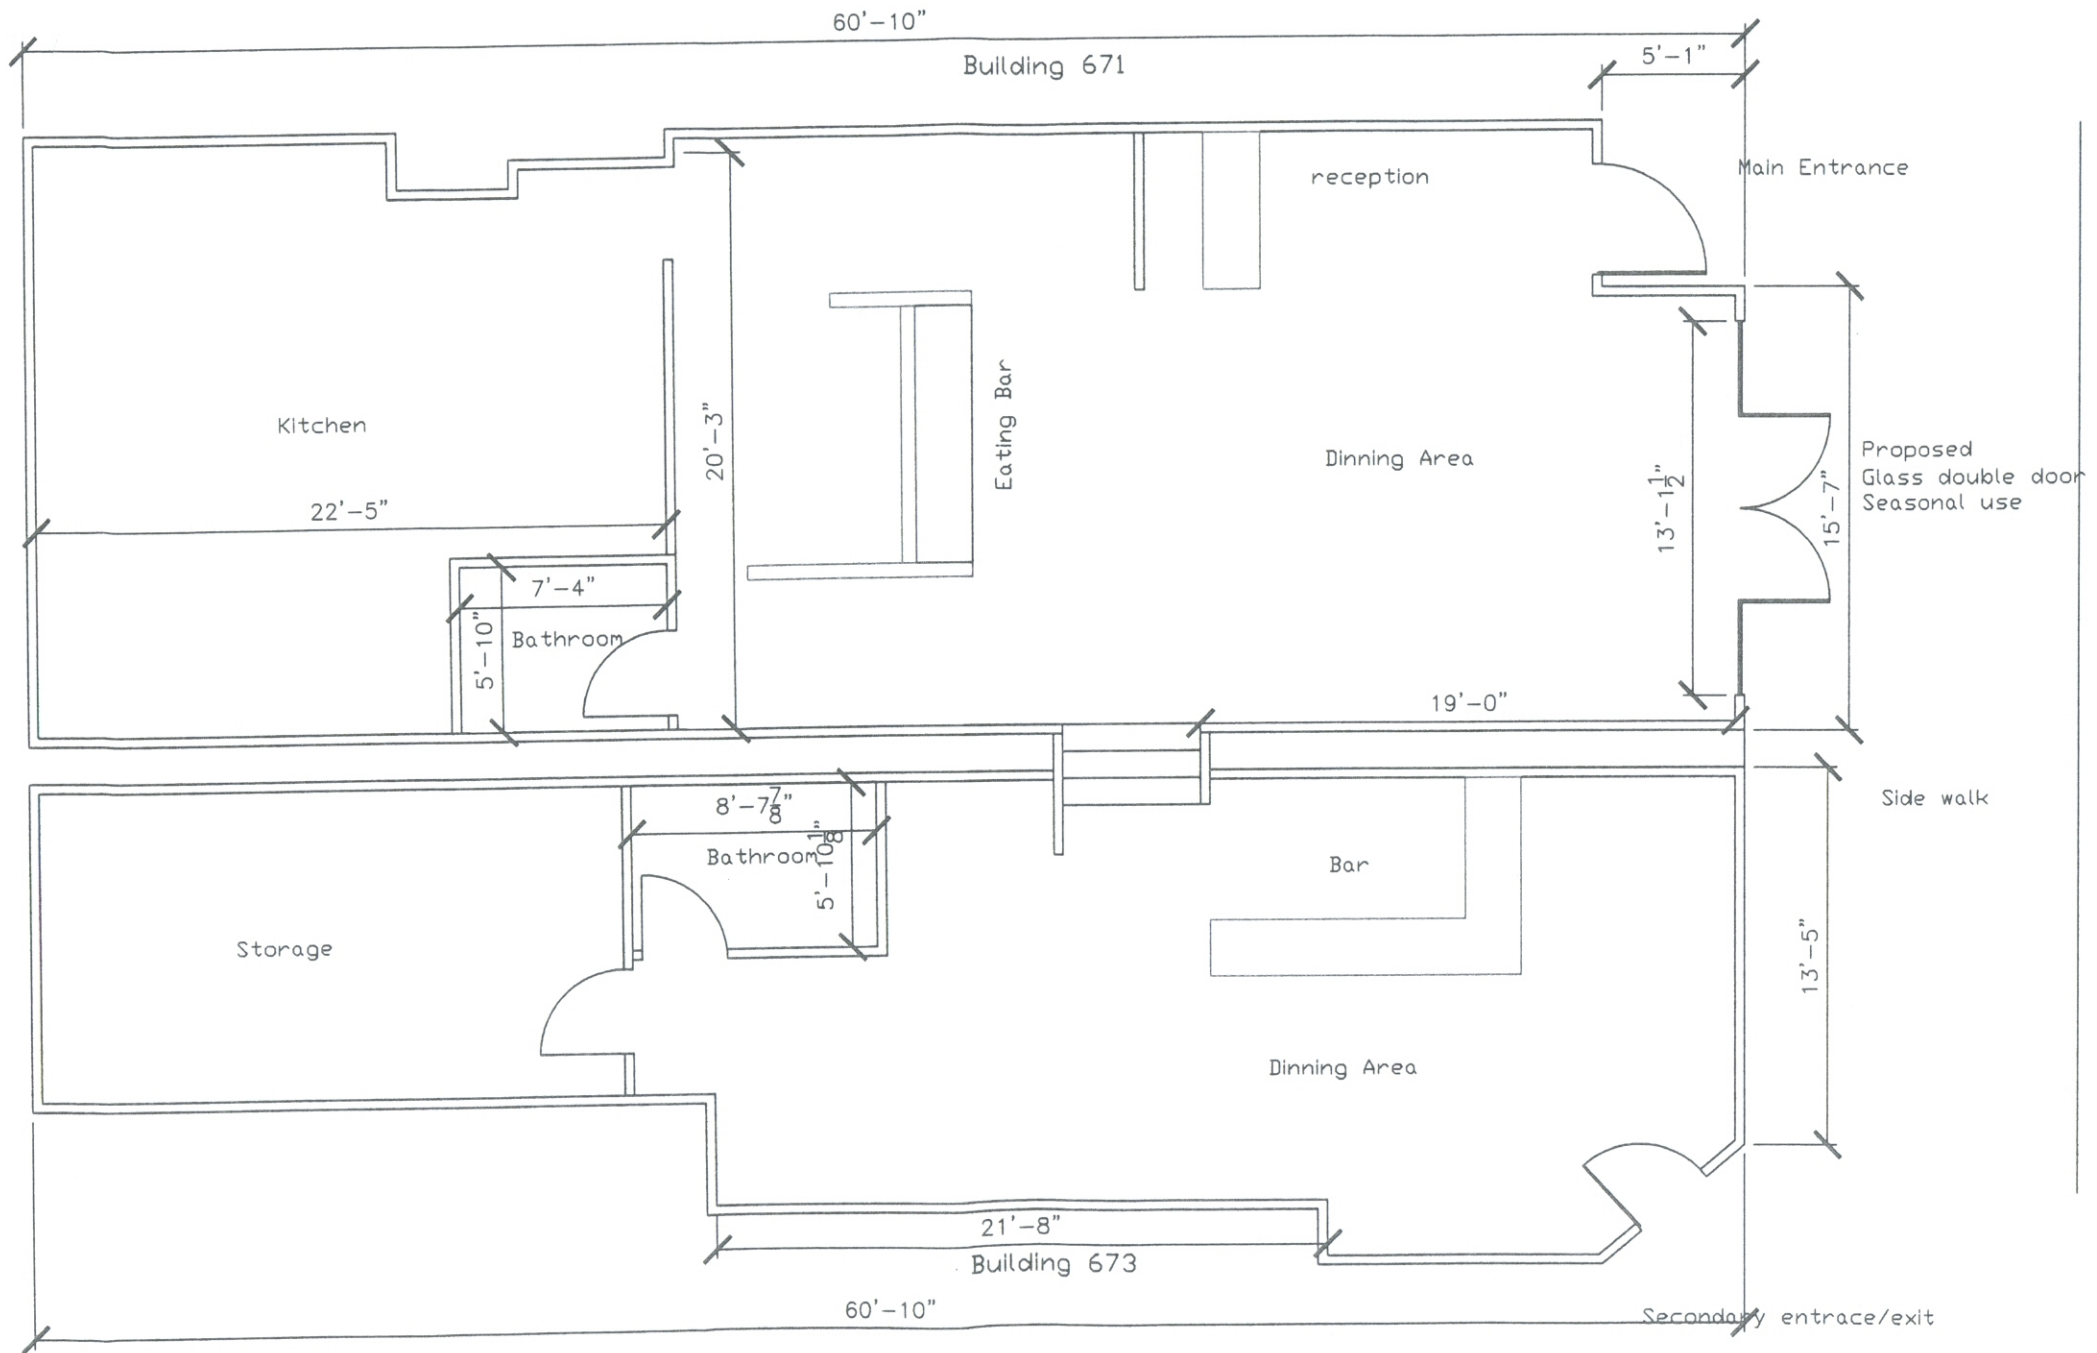 60'-10"
Building 671
5'-1"
Main Entrance
reception
Kitchen
20'-3"
Eating Bar
Dinning Area
13'-1 1/2"
15'-7"
Proposed
Glass double door
Seasonal use
22'-5"
7'-4"
5'-10"
Bathroom
19'-0"
8'-7 7/8"
Bathroom
5'-10 1/8"
Side walk
Bar
Storage
13'-5"
Dinning Area
21'-8"
Building 673
60'-10"
Secondary entrace/exit